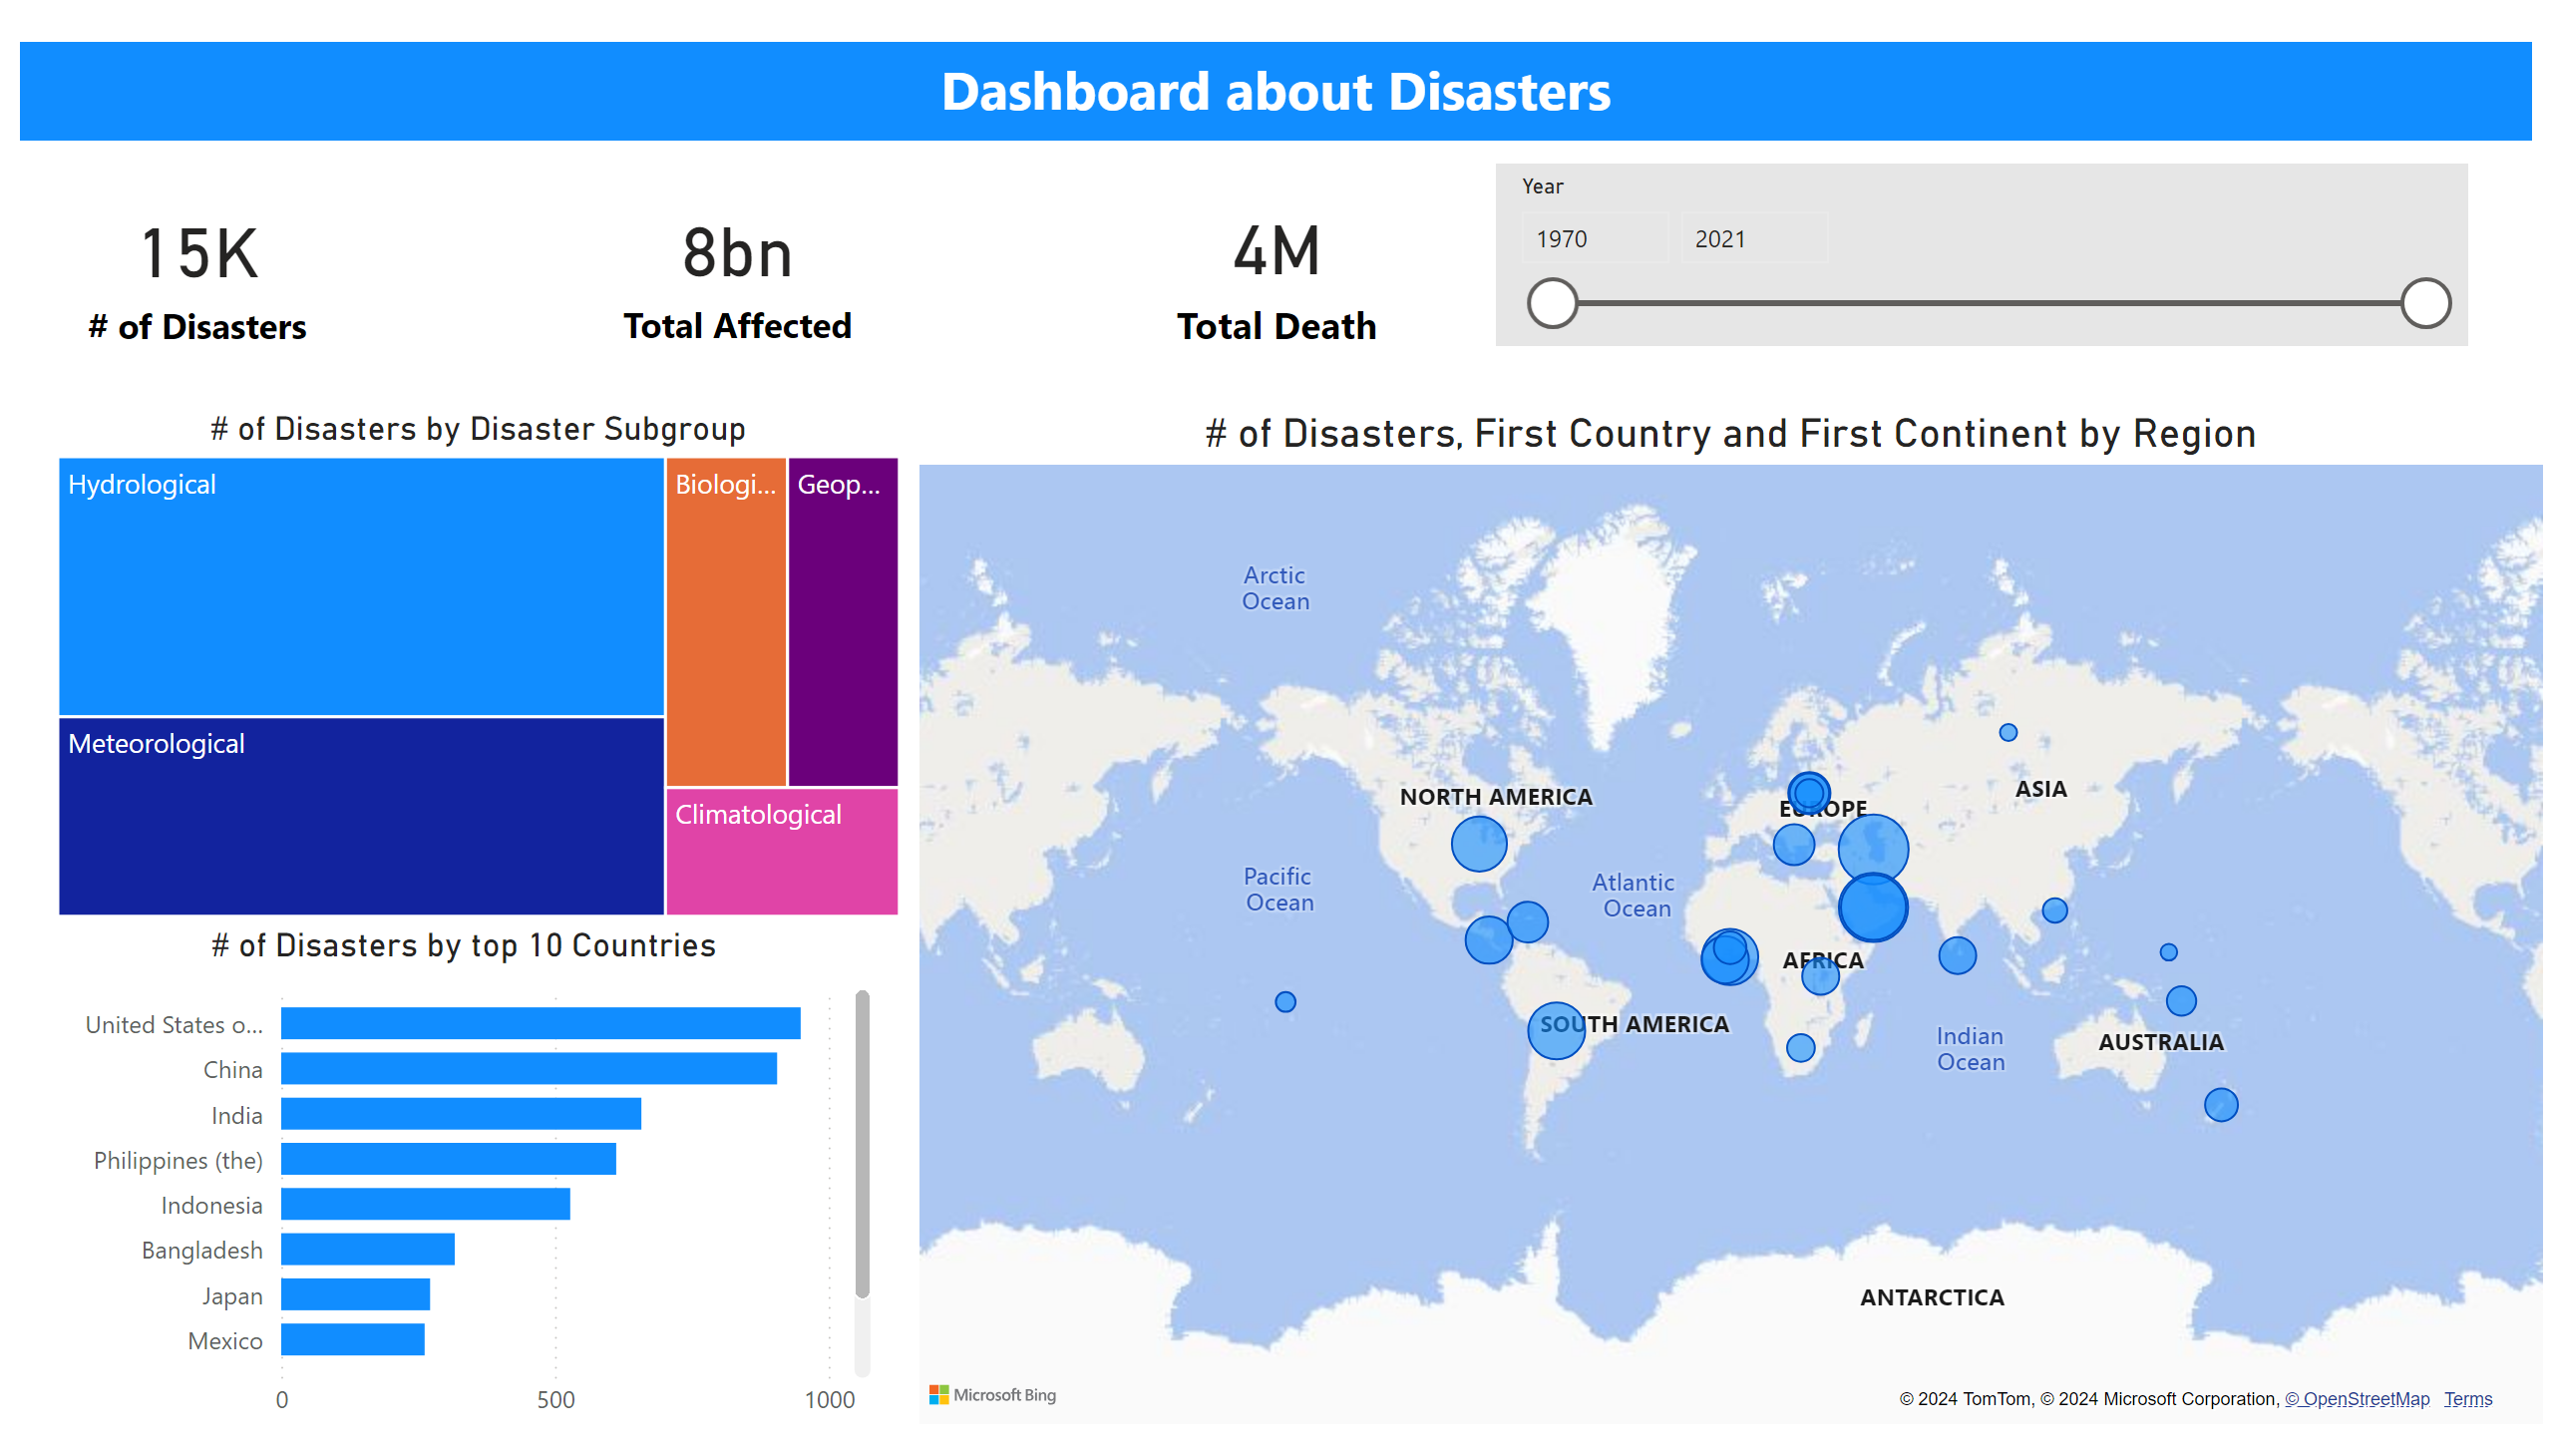 Dashboard about Disasters
15K
# of Disasters
8bn
Total Affected
4M
Total Death
Year
1970 2021
# of Disasters by Disaster Subgroup
Hydrological
Biologi...
Geop...
Meteorological
Climatological
# of Disasters by top 10 Countries
United States o...
China
India
Philippines (the)
Indonesia
Bangladesh
Japan
Mexico
0 500 1000
# of Disasters, First Country and First Continent by Region
Arctic
Ocean
NORTH AMERICA
EUROPE
ASIA
Pacific
Ocean
Atlantic
Ocean
AFRICA
SOUTH AMERICA
Indian
Ocean
AUSTRALIA
ANTARCTICA
Microsoft Bing
© 2024 TomTom, © 2024 Microsoft Corporation, © OpenStreetMap Terms